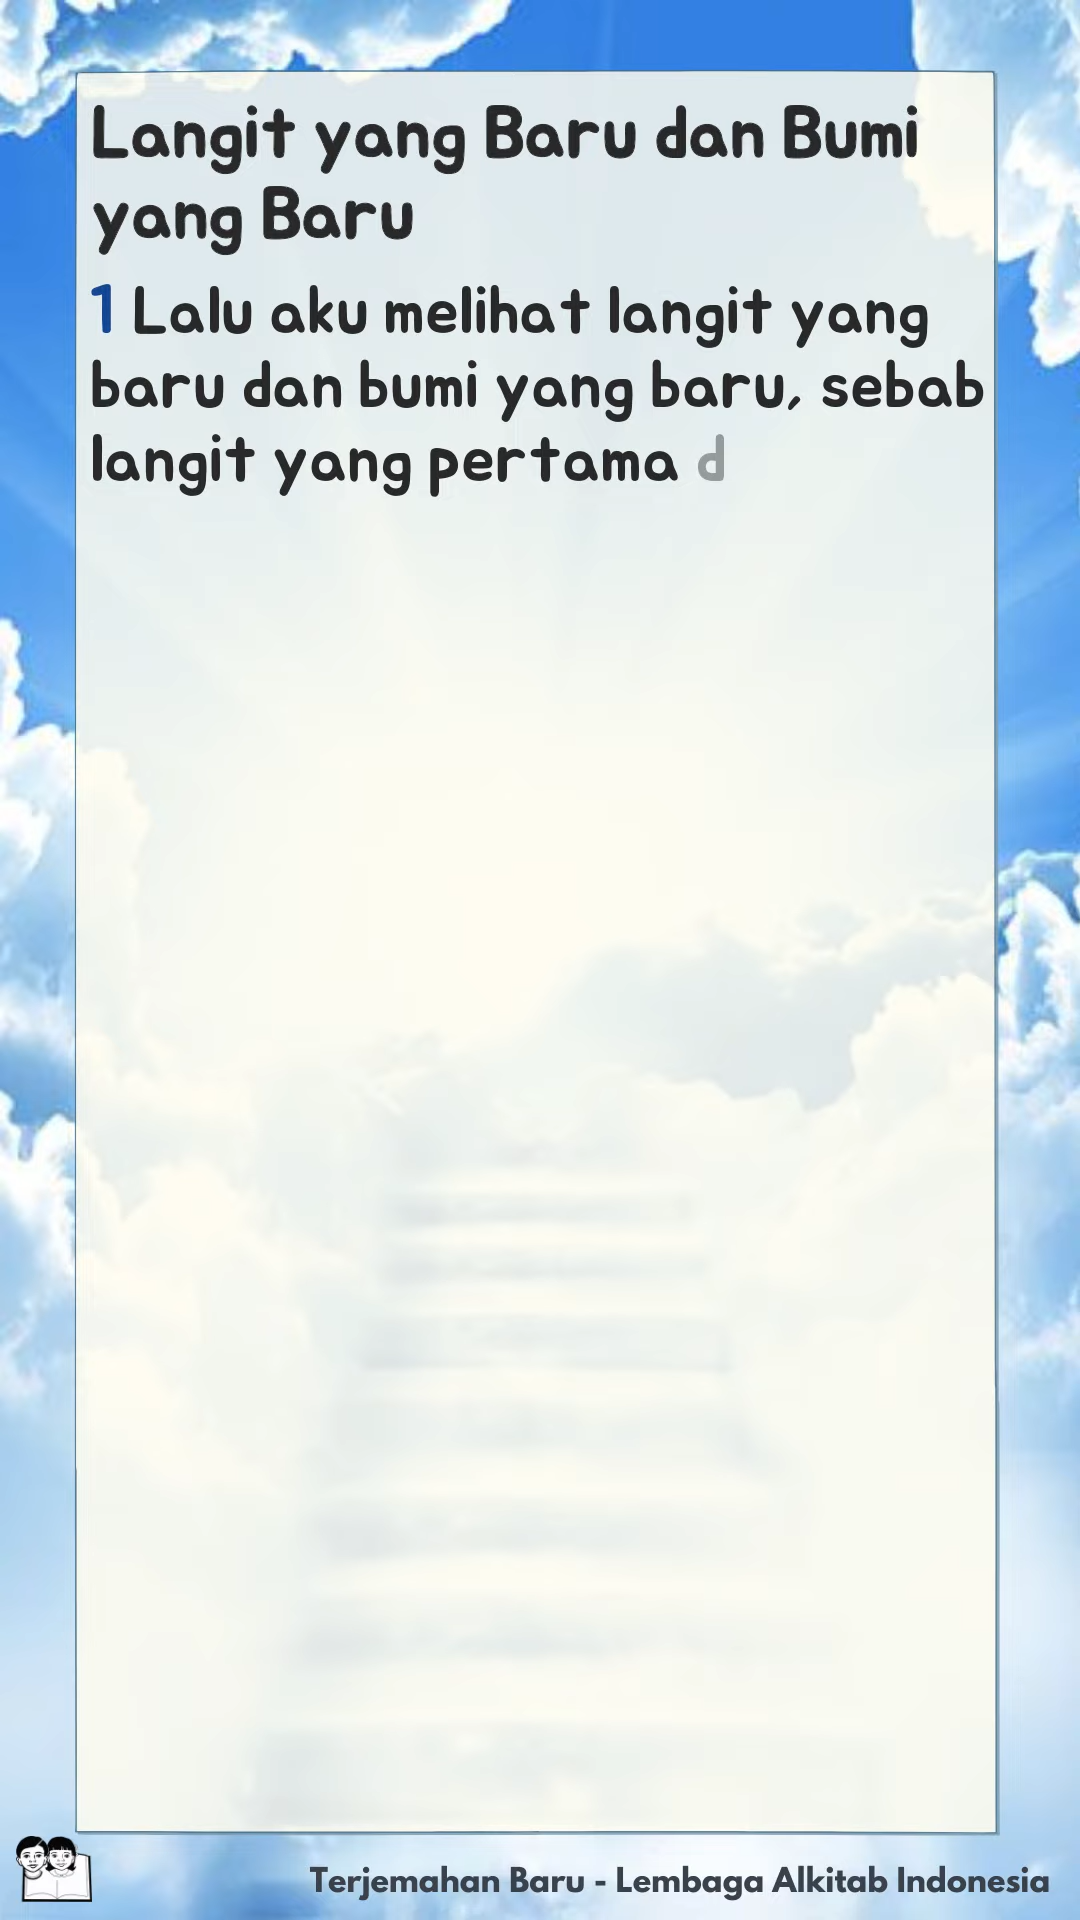 Langit yang Baru dan Bumi
yang Baru
1 Lalu aku melihat langit yang
baru dan bumi yang baru, sebab
langit yang pertama d
Terjemahan Baru - Lembaga Alkitab Indonesia